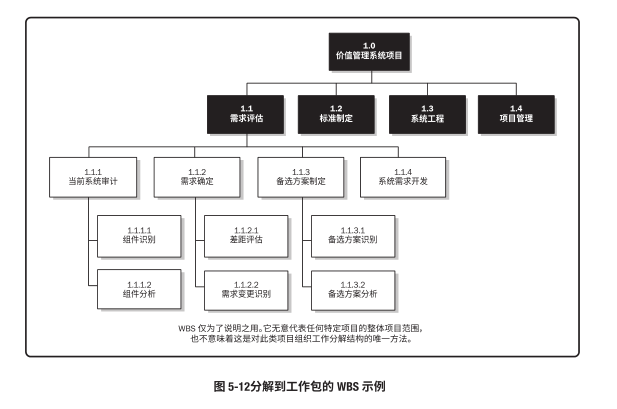 1.0
价值管理系统项目
1.1
需求评估
1.2
标准制定
1.3
系统工程
1.4
项目管理
1.1.1
当前系统审计
1.1.2
需求确定
1.1.3
备选方案制定
1.1.4
系统需求开发
1.1.1.1
组件识别
1.1.2.1
差距评估
1.1.3.1
备选方案识别
1.1.1.2
组件分析
1.1.2.2
需求变更识别
1.1.3.2
备选方案分析
WBS 仅为了说明之用。它无意代表任何特定项目的整体项目范围，
也不意味着这是对此类项目组织工作分解结构的唯一方法。
图 5-12分解到工作包的 WBS 示例